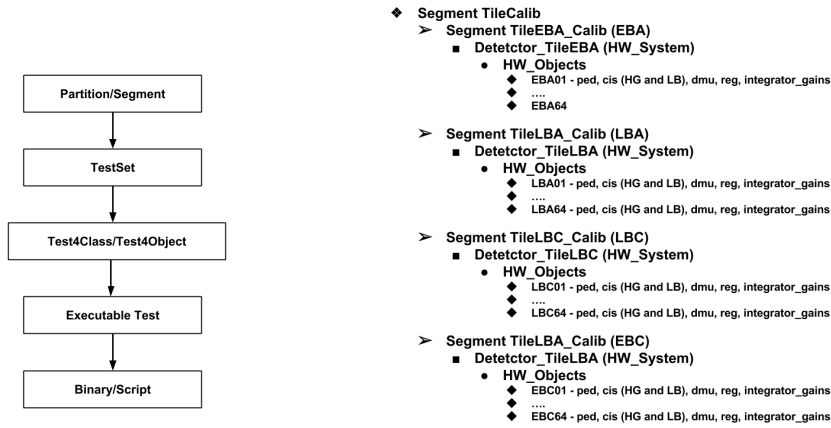 Partition/Segment
TestSet
Test4Class/Test4Object
Executable Test
Binary/Script
❖ Segment TileCalib
➢ Segment TileEBA_Calib (EBA)
■ Detetctor_TileEBA (HW_System)
● HW_Objects
◆ EBA01 - ped, cis (HG and LB), dmu, reg, integrator_gains
◆ ....
◆ EBA64
➢ Segment TileLBA_Calib (LBA)
■ Detetctor_TileLBA (HW_System)
● HW_Objects
◆ LBA01 - ped, cis (HG and LB), dmu, reg, integrator_gains
◆ ....
◆ LBA64 - ped, cis (HG and LB), dmu, reg, integrator_gains
➢ Segment TileLBC_Calib (LBC)
■ Detetctor_TileLBC (HW_System)
● HW_Objects
◆ LBC01 - ped, cis (HG and LB), dmu, reg, integrator_gains
◆ ....
◆ LBC64 - ped, cis (HG and LB), dmu, reg, integrator_gains
➢ Segment TileLBA_Calib (EBC)
■ Detetctor_TileLBA (HW_System)
● HW_Objects
◆ EBC01 - ped, cis (HG and LB), dmu, reg, integrator_gains
◆ ....
◆ EBC64 - ped, cis (HG and LB), dmu, reg, integrator_gains